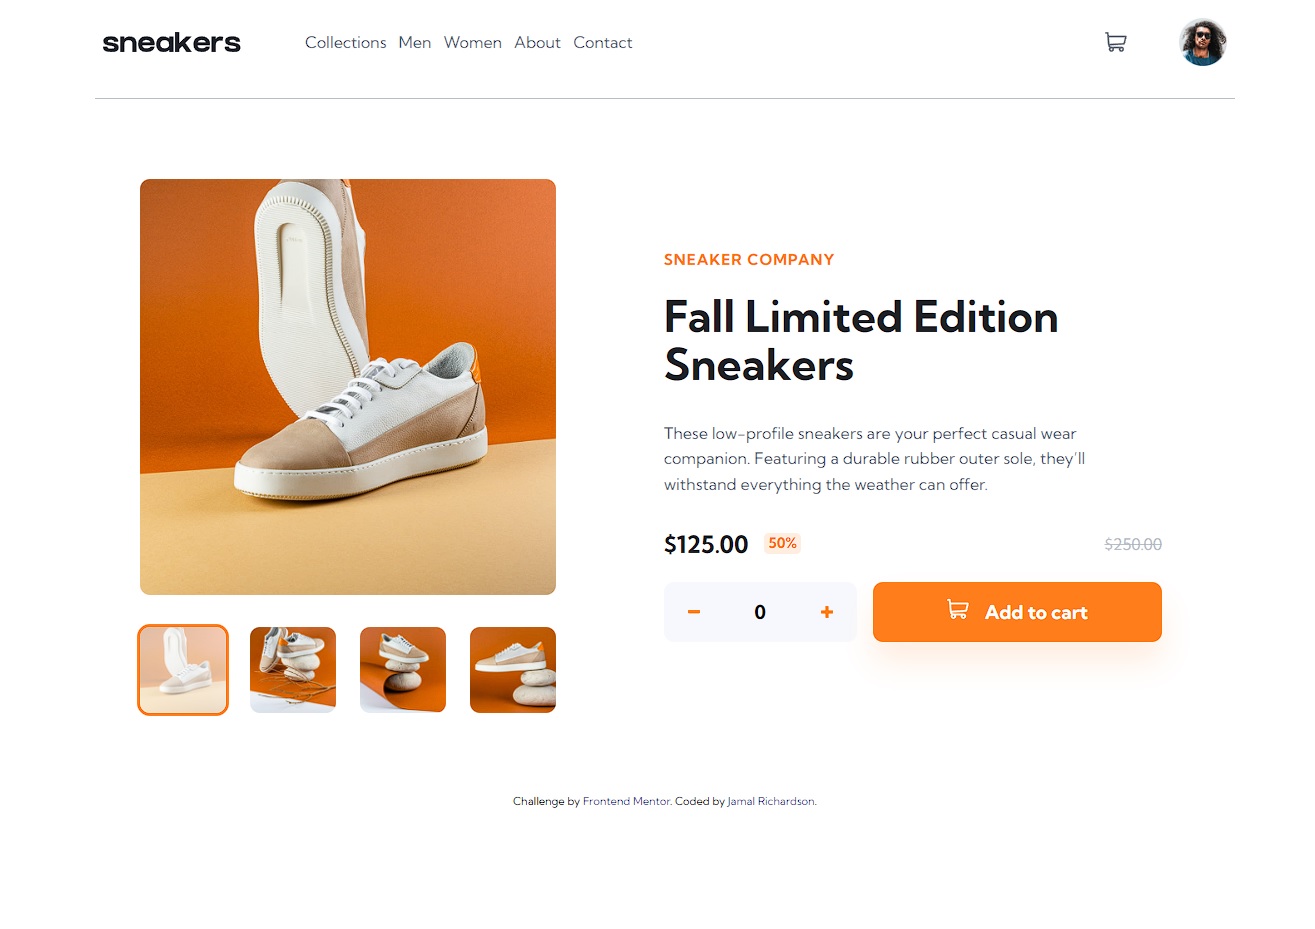 sneakers
Collections Men Women About Contact
SNEAKER COMPANY
Fall Limited Edition
Sneakers
These low-profile sneakers are your perfect casual wear
companion. Featuring a durable rubber outer sole, they'll
withstand everything the weather can offer.
$125.00 50% $250.00
− 0 + Add to cart
Challenge by Frontend Mentor. Coded by Jamal Richardson.